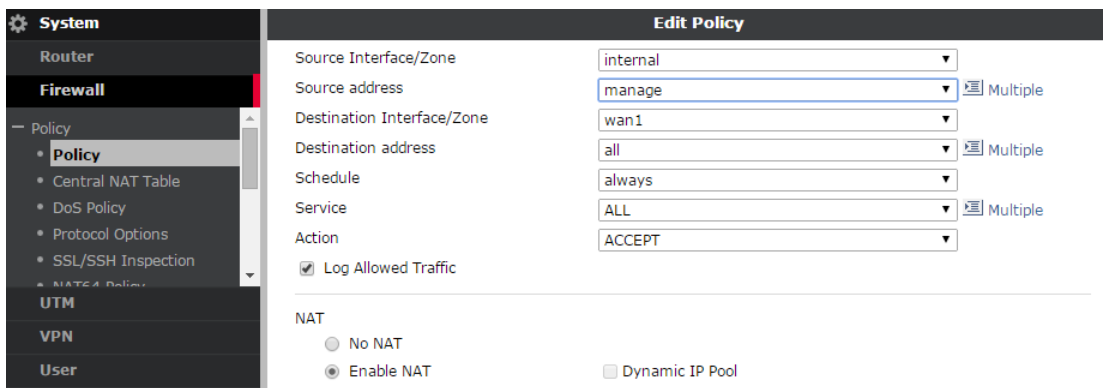 System
Router
Firewall
Policy
Policy
Central NAT Table
DoS Policy
Protocol Options
SSL/SSH Inspection
NAT64 Policy
UTM
VPN
User
Edit Policy
Source Interface/Zone internal
Source address manage Multiple
Destination Interface/Zone wan1
Destination address all Multiple
Schedule always
Service ALL Multiple
Action ACCEPT
Log Allowed Traffic
NAT
No NAT
Enable NAT Dynamic IP Pool